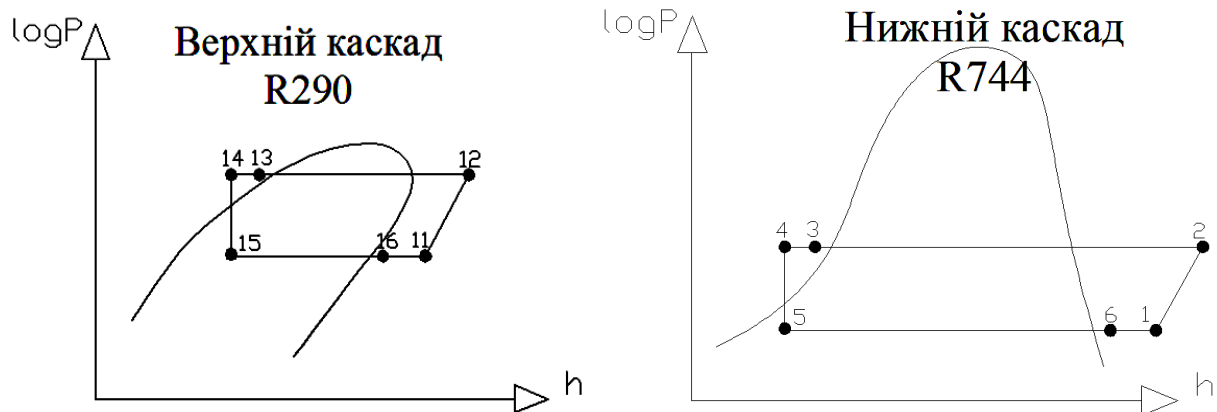 logP
Верхній каскад
R290
14 13
12
15
16 11
h
logP
Нижній каскад
R744
4 3
2
5
6 1
h